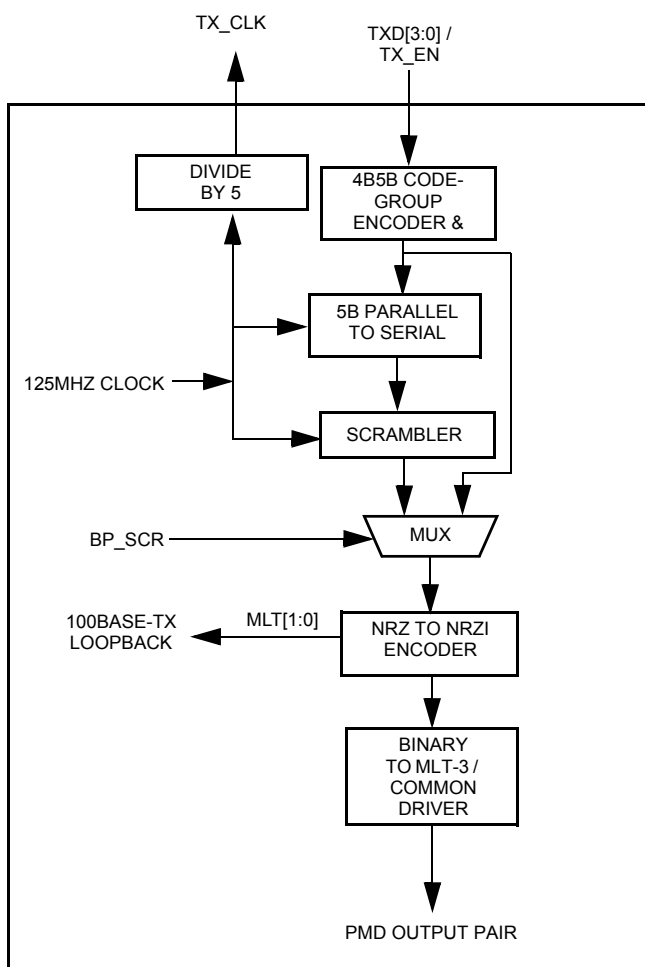 TX_CLK
TXD[3:0] /
TX_EN
DIVIDE
BY 5
4B5B CODE-
GROUP
ENCODER &
5B PARALLEL
TO SERIAL
125MHZ CLOCK
SCRAMBLER
BP_SCR
MUX
100BASE-TX
LOOPBACK
MLT[1:0]
NRZ TO NRZI
ENCODER
BINARY
TO MLT-3 /
COMMON
DRIVER
PMD OUTPUT PAIR